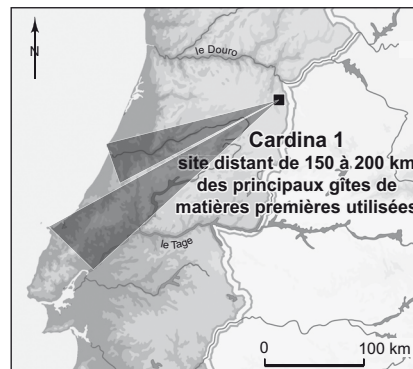 le Douro
N
Cardina 1
site distant de 150 à 200 km
des principaux gîtes de
matières premières utilisées
le Tage
0 100 km